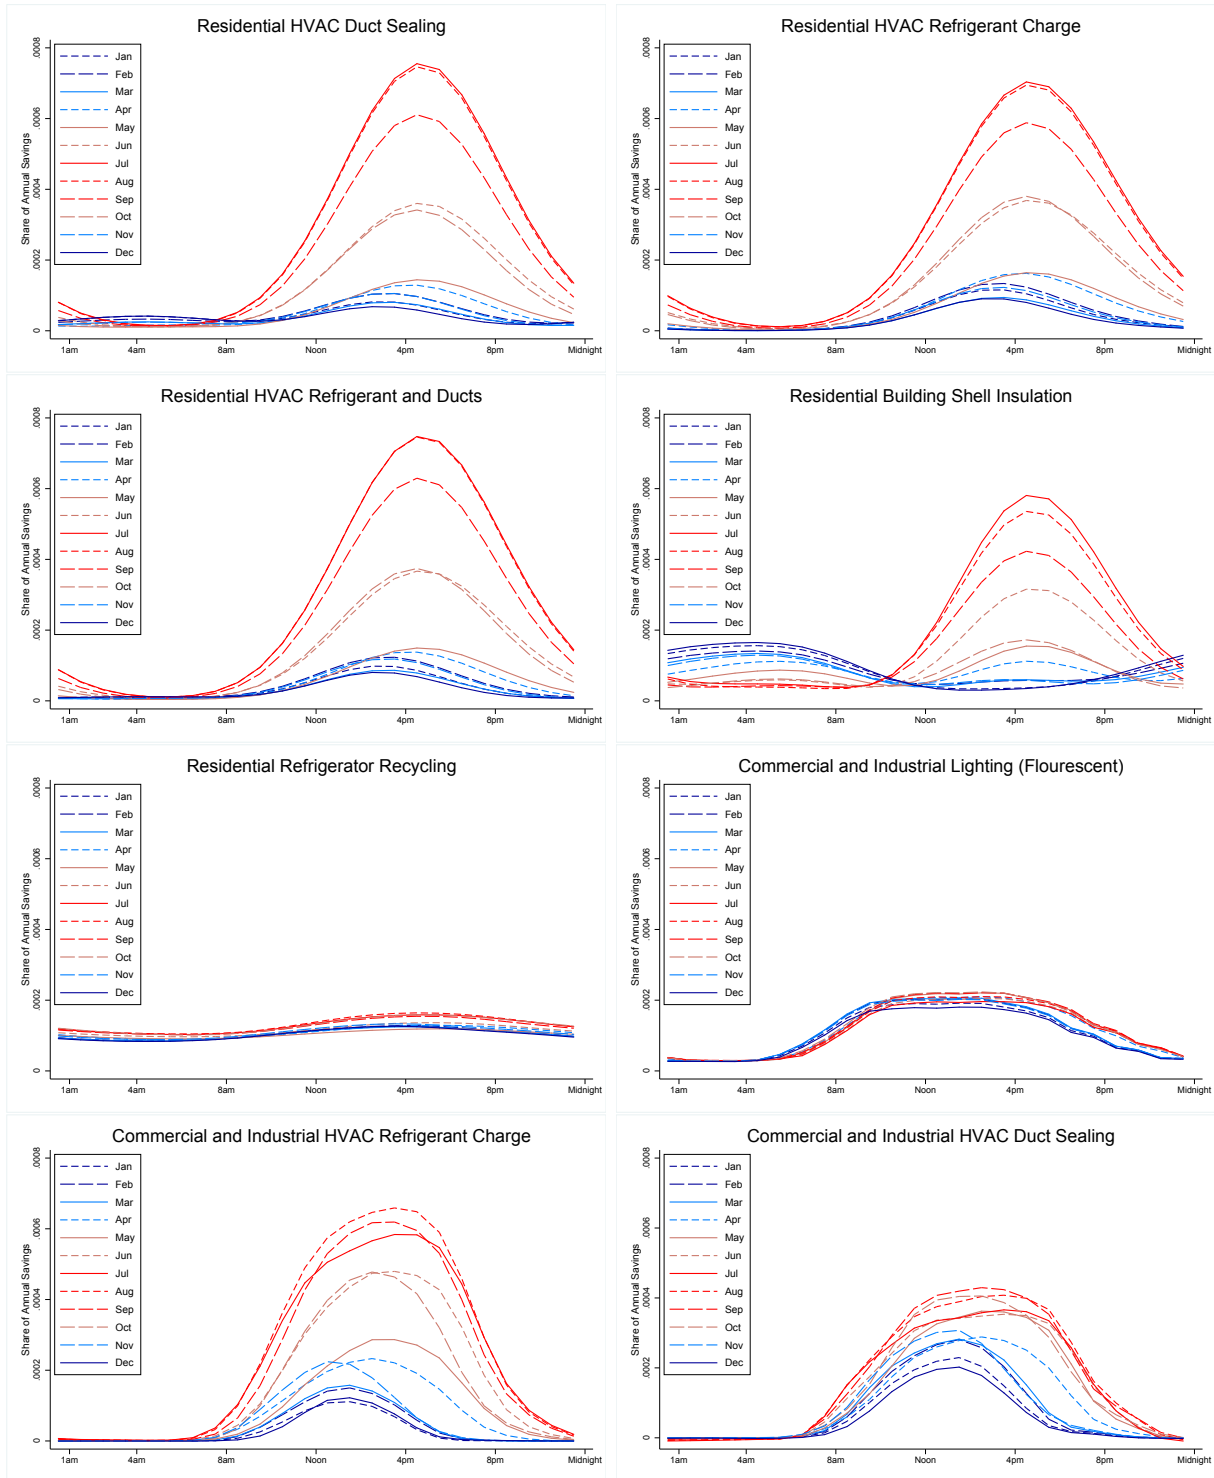 Residential HVAC Duct Sealing
Share of Annual Savings
.0008
.0006
.0004
.0002
0
Jan
Feb
Mar
Apr
May
Jun
Jul
Aug
Sep
Oct
Nov
Dec
1am 4am 8am Noon 4pm 8pm Midnight
Residential HVAC Refrigerant Charge
Share of Annual Savings
.0008
.0006
.0004
.0002
0
Jan
Feb
Mar
Apr
May
Jun
Jul
Aug
Sep
Oct
Nov
Dec
1am 4am 8am Noon 4pm 8pm Midnight
Residential HVAC Refrigerant and Ducts
Share of Annual Savings
.0008
.0006
.0004
.0002
0
Jan
Feb
Mar
Apr
May
Jun
Jul
Aug
Sep
Oct
Nov
Dec
1am 4am 8am Noon 4pm 8pm Midnight
Residential Building Shell Insulation
Share of Annual Savings
.0008
.0006
.0004
.0002
0
Jan
Feb
Mar
Apr
May
Jun
Jul
Aug
Sep
Oct
Nov
Dec
1am 4am 8am Noon 4pm 8pm Midnight
Residential Refrigerator Recycling
Share of Annual Savings
.0008
.0006
.0004
.0002
0
Jan
Feb
Mar
Apr
May
Jun
Jul
Aug
Sep
Oct
Nov
Dec
1am 4am 8am Noon 4pm 8pm Midnight
Commercial and Industrial Lighting (Flourescent)
Share of Annual Savings
.0008
.0006
.0004
.0002
0
Jan
Feb
Mar
Apr
May
Jun
Jul
Aug
Sep
Oct
Nov
Dec
1am 4am 8am Noon 4pm 8pm Midnight
Commercial and Industrial HVAC Refrigerant Charge
Share of Annual Savings
.0008
.0006
.0004
.0002
0
Jan
Feb
Mar
Apr
May
Jun
Jul
Aug
Sep
Oct
Nov
Dec
1am 4am 8am Noon 4pm 8pm Midnight
Commercial and Industrial HVAC Duct Sealing
Share of Annual Savings
.0008
.0006
.0004
.0002
0
Jan
Feb
Mar
Apr
May
Jun
Jul
Aug
Sep
Oct
Nov
Dec
1am 4am 8am Noon 4pm 8pm Midnight